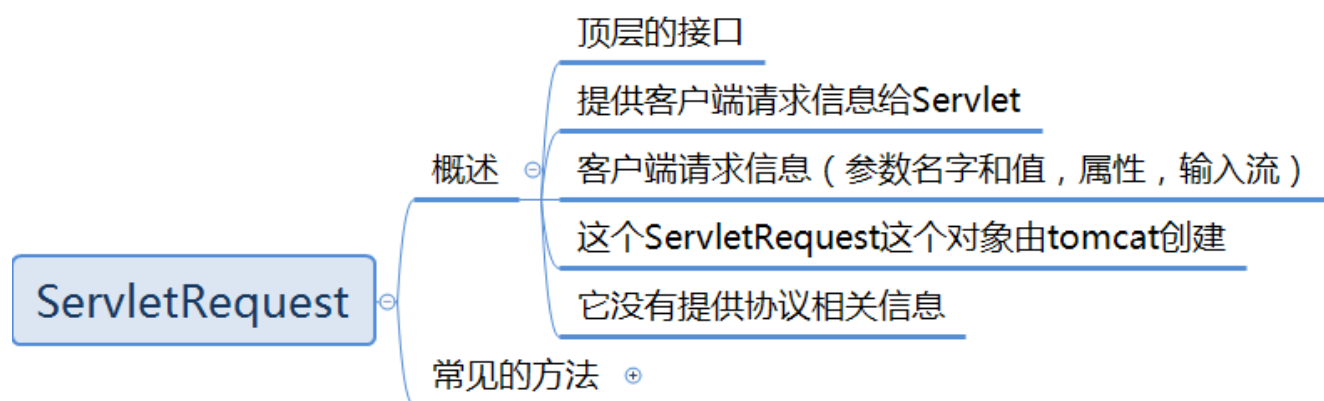 顶层的接口
提供客户端请求信息给Servlet
概述
客户端请求信息（参数名字和值，属性，输入流）
这个ServletRequest这个对象由tomcat创建
ServletRequest
它没有提供协议相关信息
常见的方法